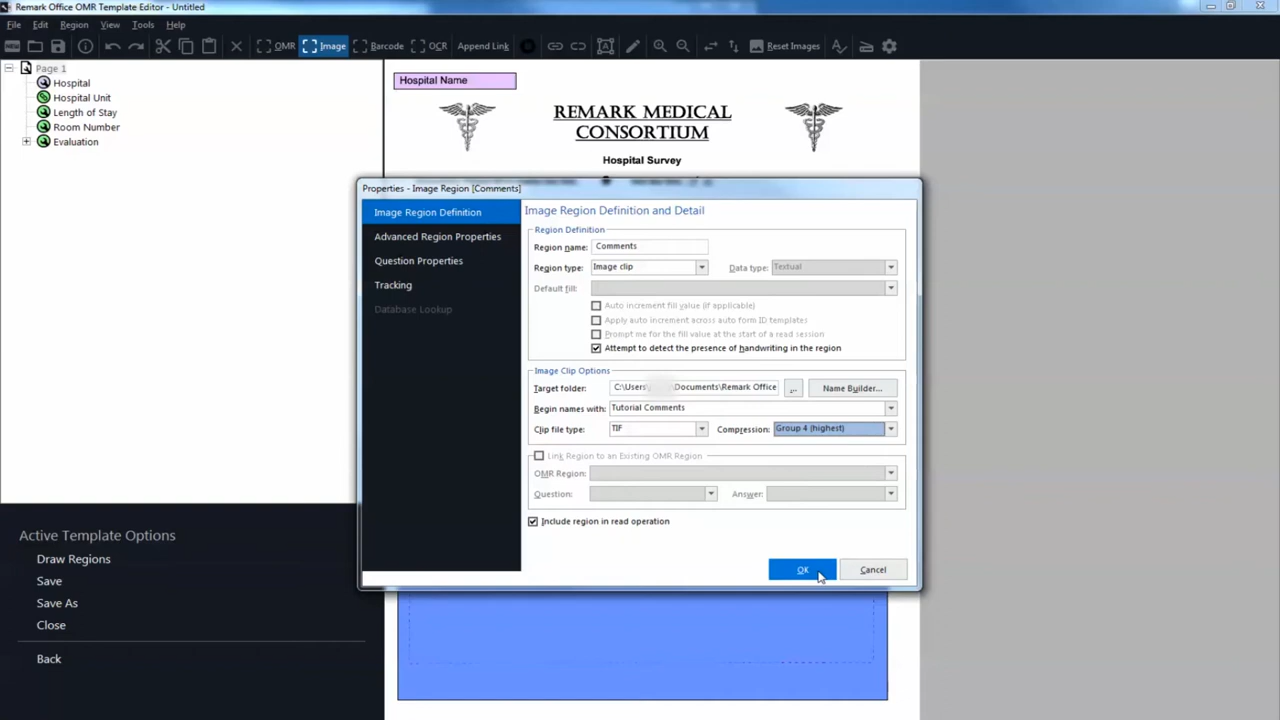 Remark Office OMR Template Editor - Untitled
File Edit Region View Tools Help
NEW OMR Image Barcode OCR Append Link Reset Images
Page 1
Hospital
Hospital Unit
Length of Stay
Room Number
Evaluation
Hospital Name
REMARK MEDICAL
CONSORTIUM
Hospital Survey
Properties - Image Region [Comments]
Image Region Definition
Advanced Region Properties
Question Properties
Tracking
Database Lookup
Image Region Definition and Detail
Region Definition
Region name: Comments
Region type: Image clip Data type: Textual
Default fill:
Auto increment fill value (if applicable)
Apply auto increment across auto form ID templates
Prompt me for the fill value at the start of a read session
Attempt to detect the presence of handwriting in the region
Image Clip Options
Target folder: C:\Users\ \Documents\Remark Office ... Name Builder...
Begin names with: Tutorial Comments
Clip file type: TIF Compression: Group 4 (highest)
Link Region to an Existing OMR Region
OMR Region:
Question: Answer:
Include region in read operation
OK Cancel
Active Template Options
Draw Regions
Save
Save As
Close
Back